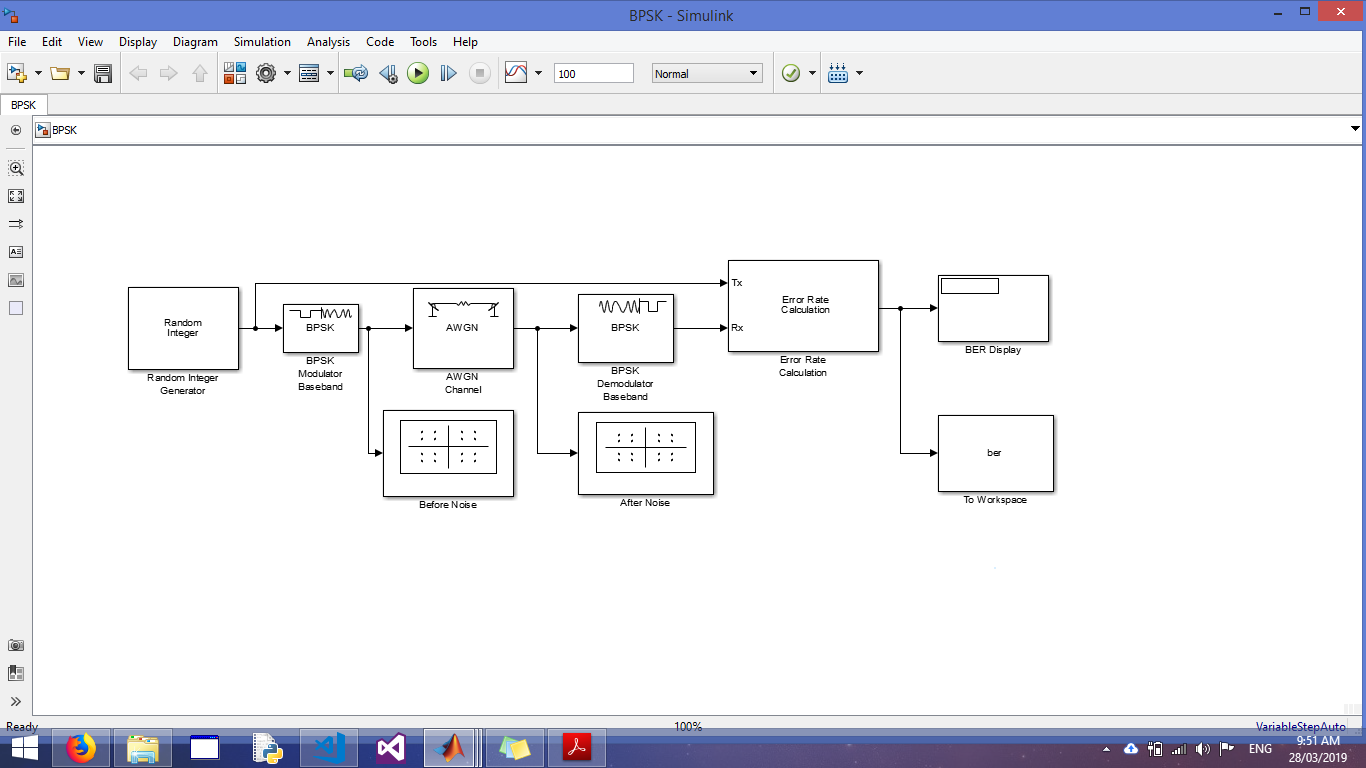 BPSK - Simulink
File Edit View Display Diagram Simulation Analysis Code Tools Help
100 Normal
BPSK
BPSK
Random
Integer
Random Integer
Generator
BPSK
BPSK
Modulator
Baseband
AWGN
AWGN
Channel
BPSK
BPSK
Demodulator
Baseband
Tx
Rx
Error Rate
Calculation
Error Rate
Calculation
BER Display
Before Noise
After Noise
ber
To Workspace
Ready 100% VariableStepAuto
ENG
9:51 AM
28/03/2019